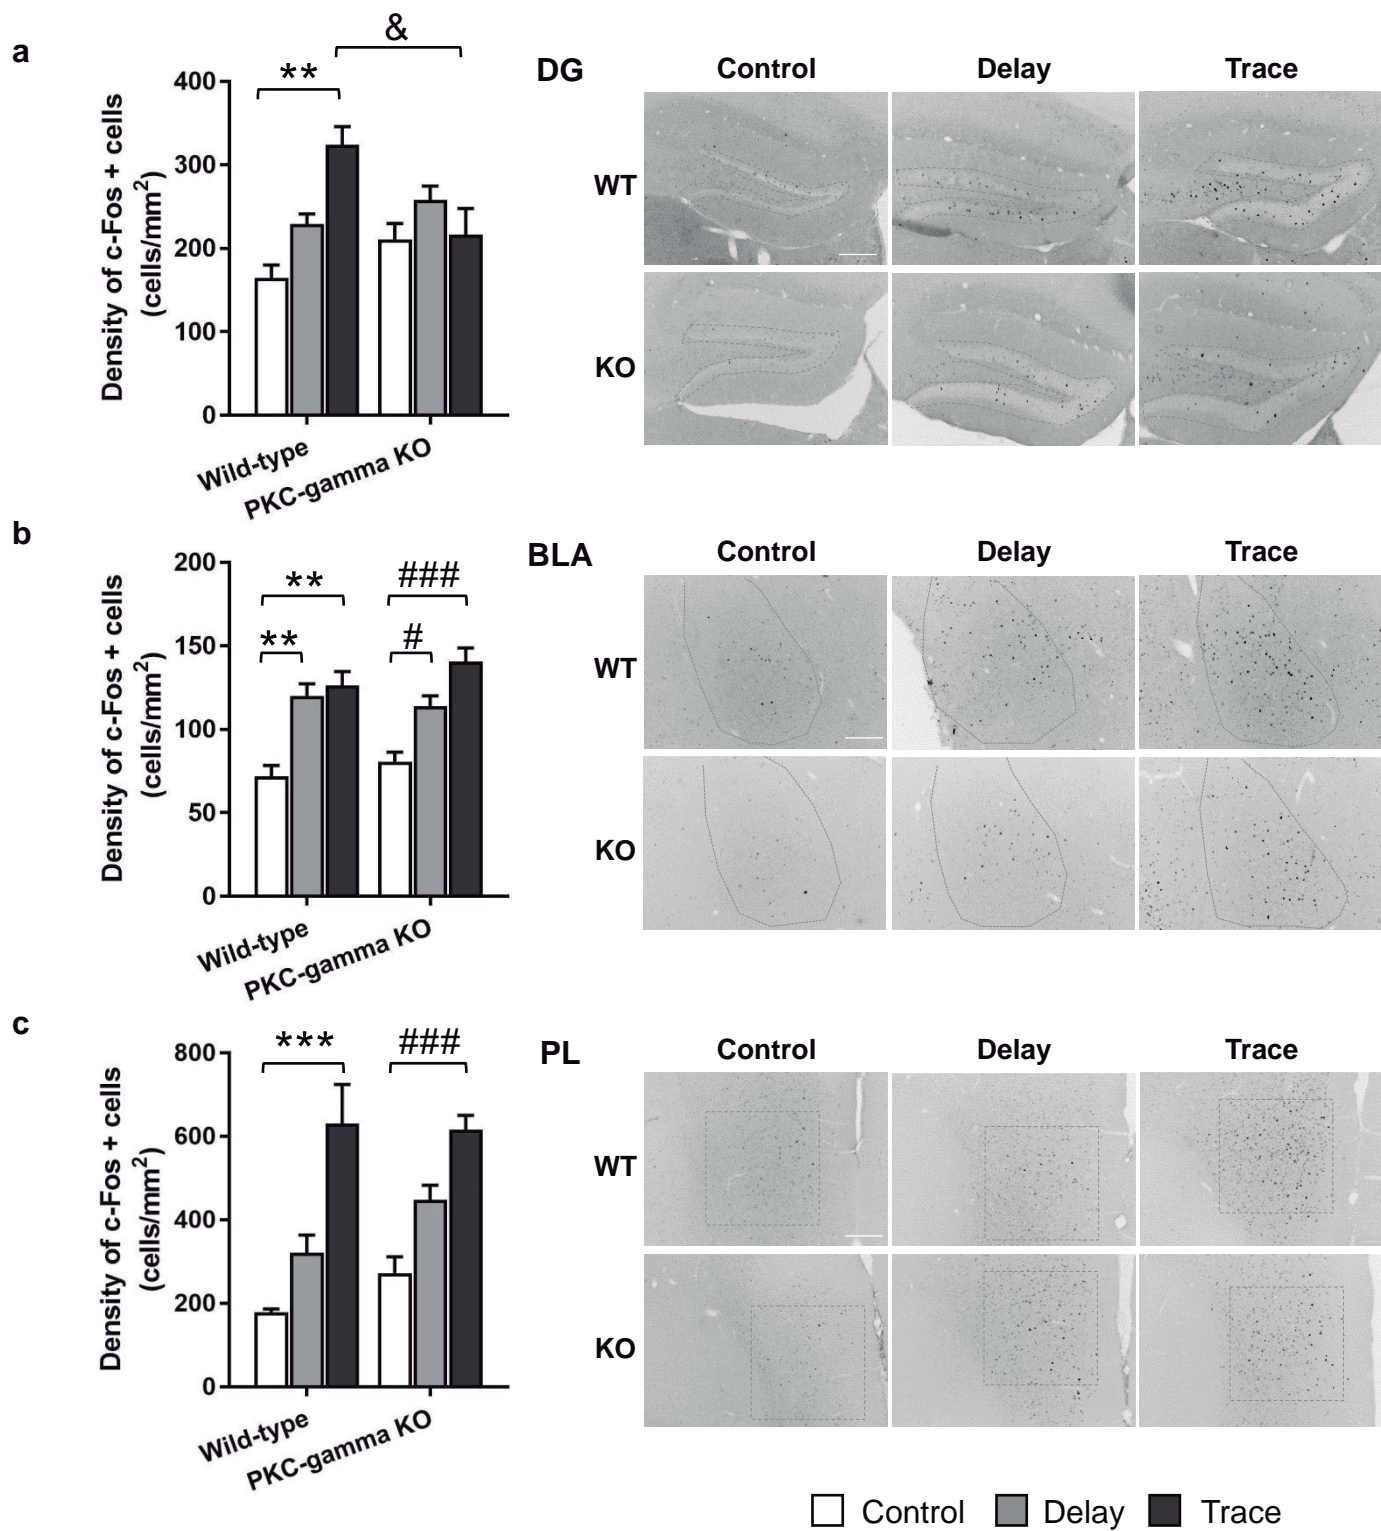 a
&
**
400
300
200
100
0
Density of c-Fos + cells
(cells/mm²)
Wild-type
PKC-gamma KO
DG
Control
Delay
Trace
WT
KO
b
**
###
**
#
200
150
100
50
0
Density of c-Fos + cells
(cells/mm²)
Wild-type
PKC-gamma KO
BLA
Control
Delay
Trace
WT
KO
c
***
###
800
600
400
200
0
Density of c-Fos + cells
(cells/mm²)
Wild-type
PKC-gamma KO
PL
Control
Delay
Trace
WT
KO
Control
Delay
Trace